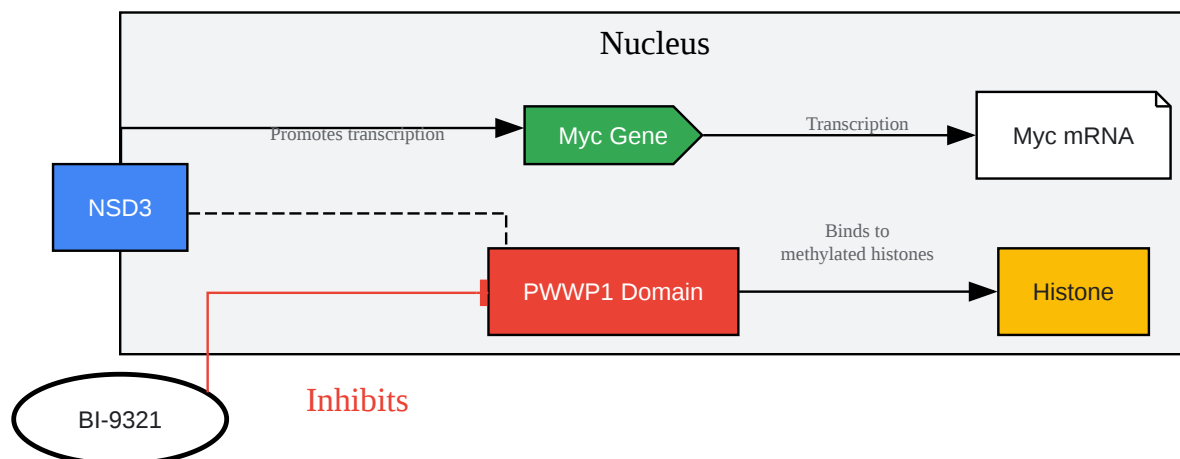 Nucleus
Promotes transcription
Myc Gene
Transcription
Myc mRNA
NSD3
Binds to
methylated histones
PWWP1 Domain
Histone
Inhibits
BI-9321